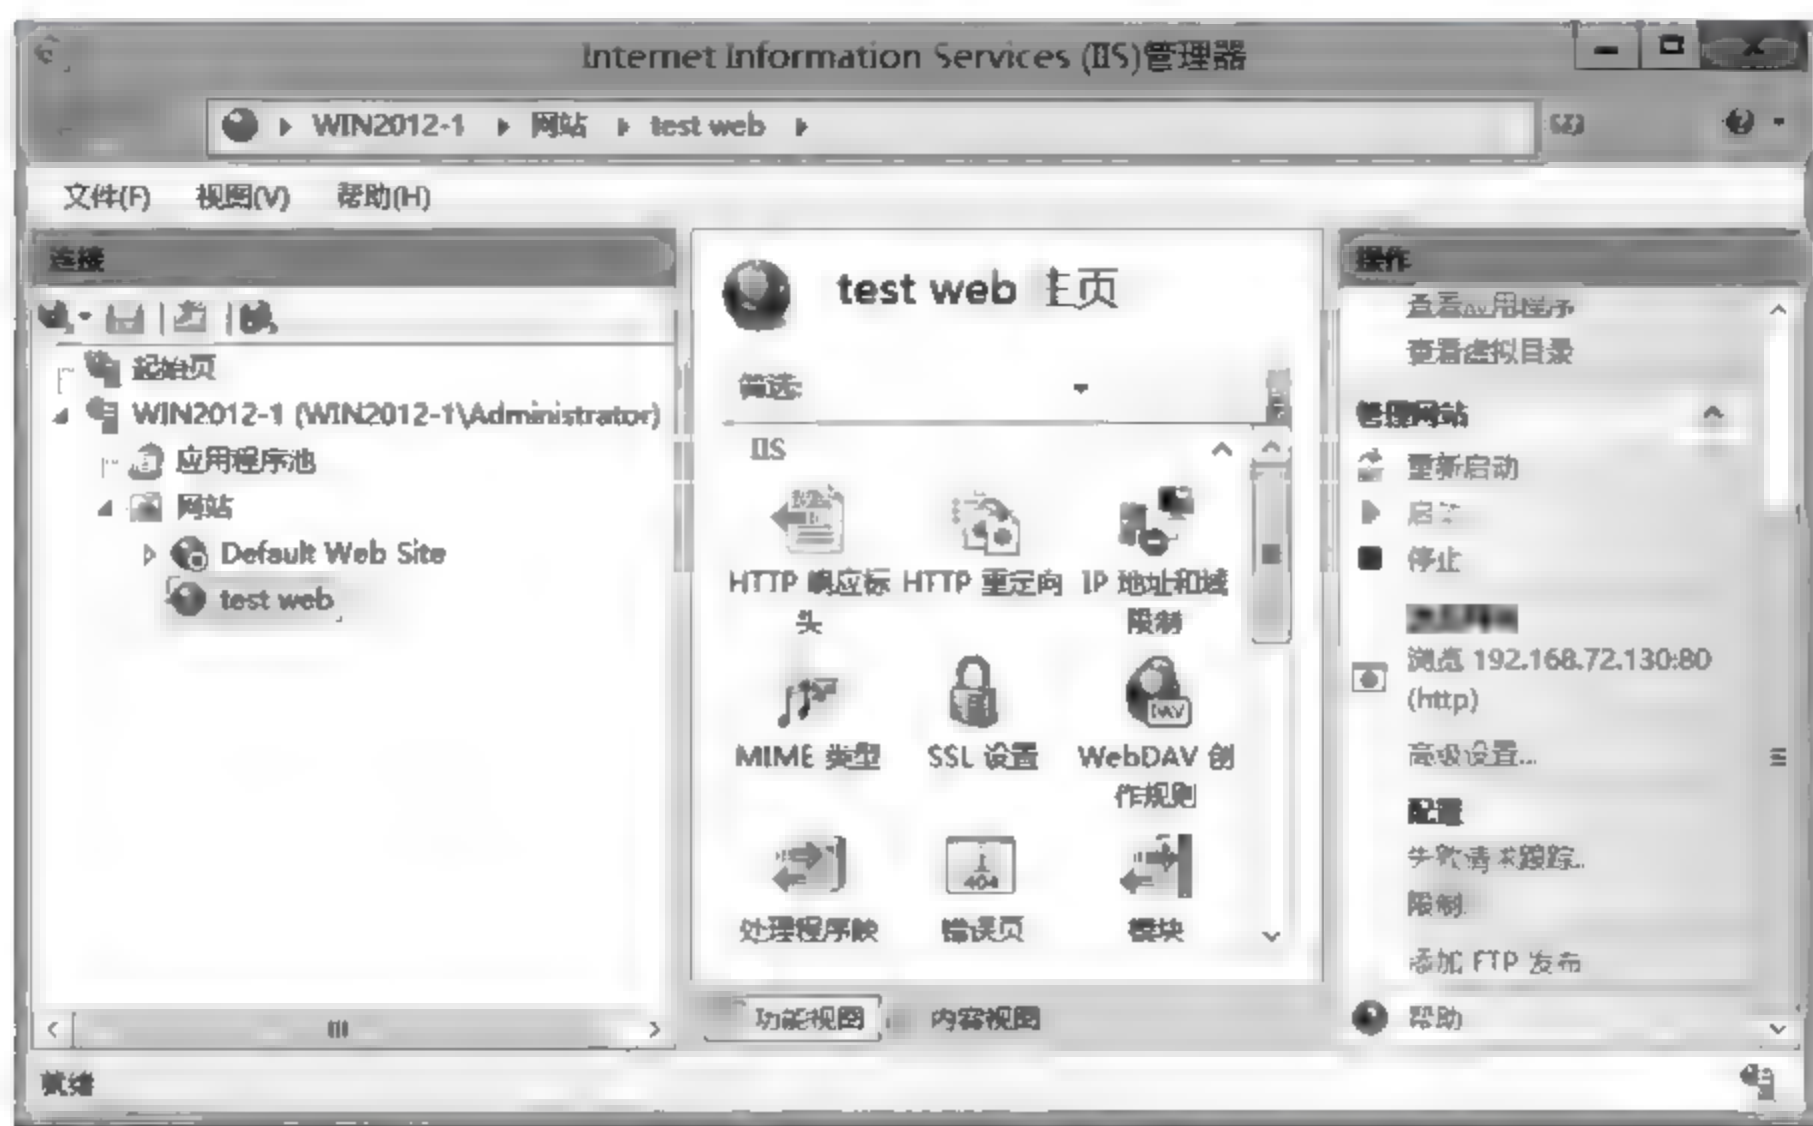 Internet Information Services (IIS)管理器
WIN2012-1 网站 test web
文件(F) 视图(V) 帮助(H)
连接
起始页
WIN2012-1 (WIN2012-1\Administrator)
应用程序池
网站
Default Web Site
test web
test web 主页
筛选:
IIS
HTTP 响应标
头
HTTP 重定向
IP 地址和域
限制
MIME 类型
SSL 设置
WebDAV 创
作规则
处理程序映
错误页
模块
功能视图 内容视图
操作
查看应用程序
查看虚拟目录
管理网站
重新启动
启
停止
浏览 192.168.72.130:80
(http)
高级设置...
配置
失败请求跟踪...
限制
添加 FTP 发布
帮助
就绪